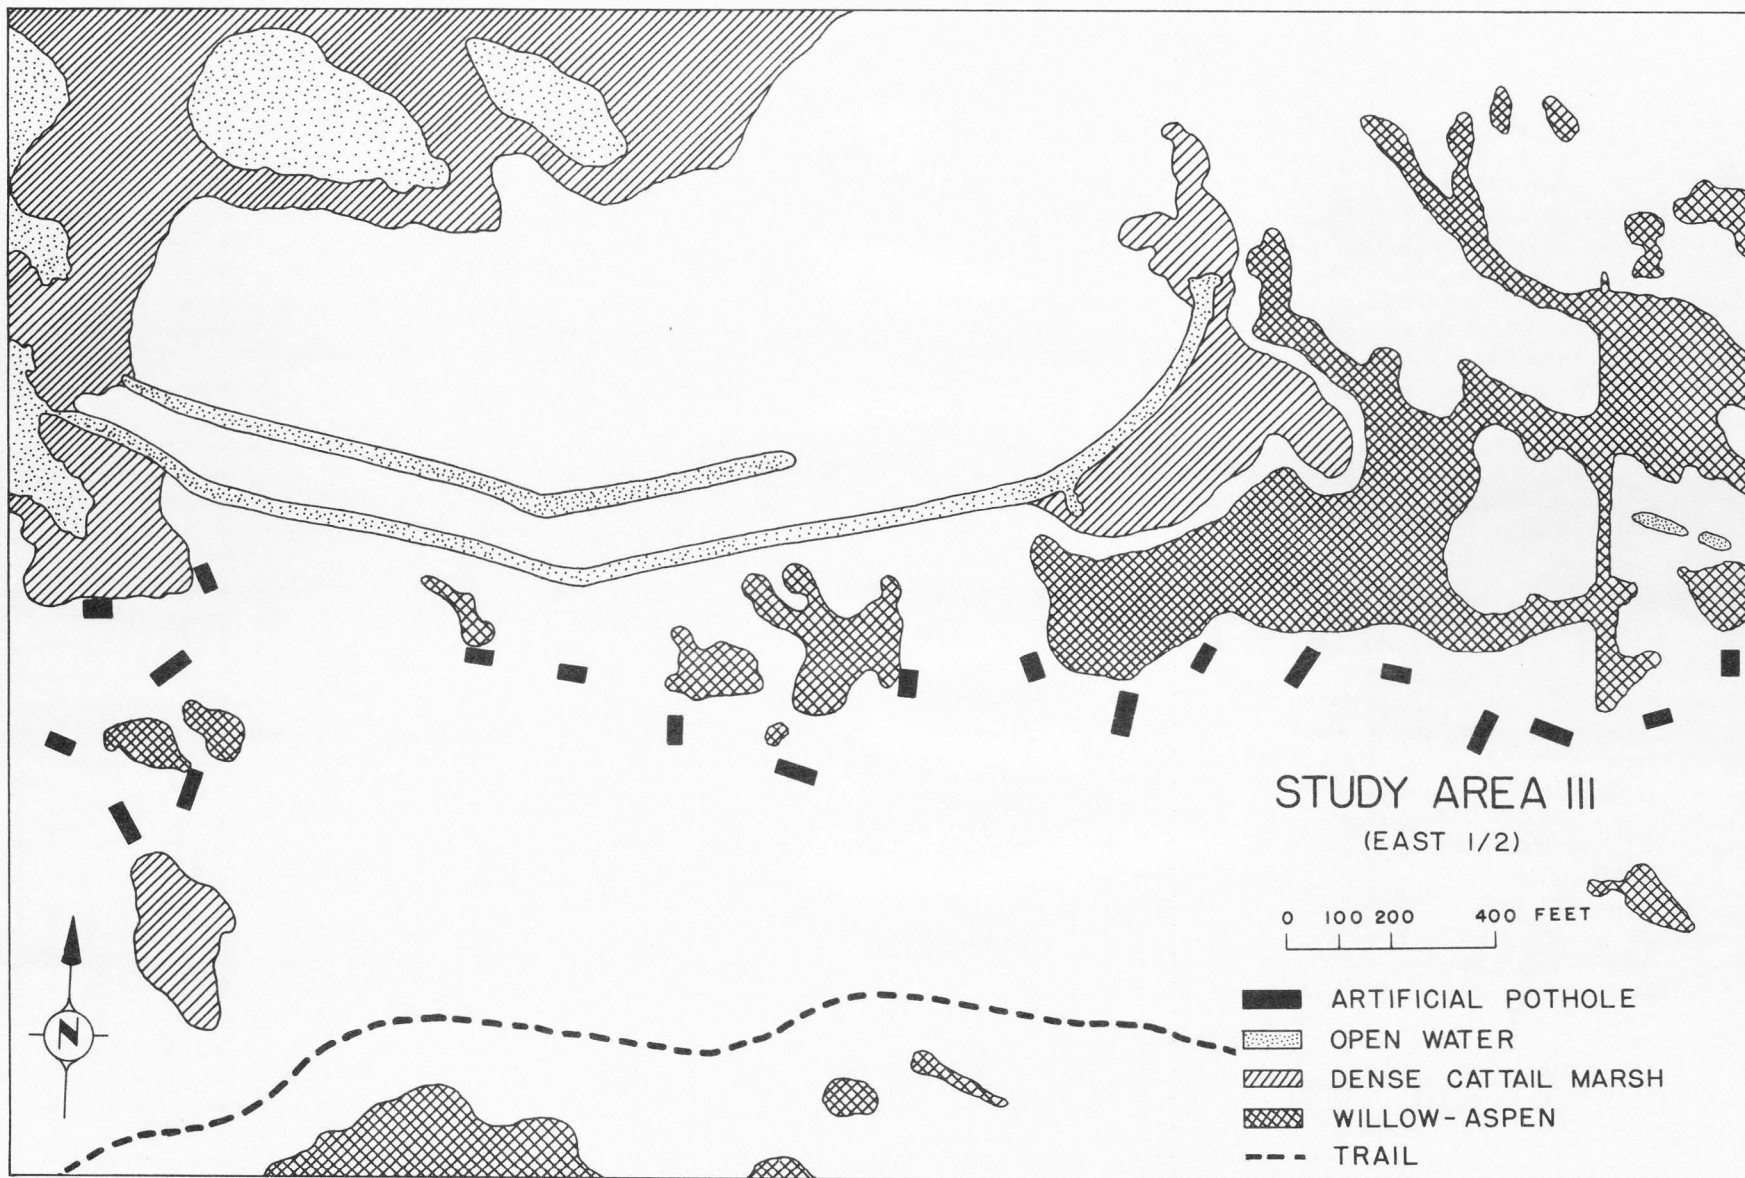 STUDY AREA III
(EAST 1/2)
0 100 200 400 FEET
ARTIFICIAL POTHOLE
OPEN WATER
DENSE CATTAIL MARSH
WILLOW-ASPEN
TRAIL
N